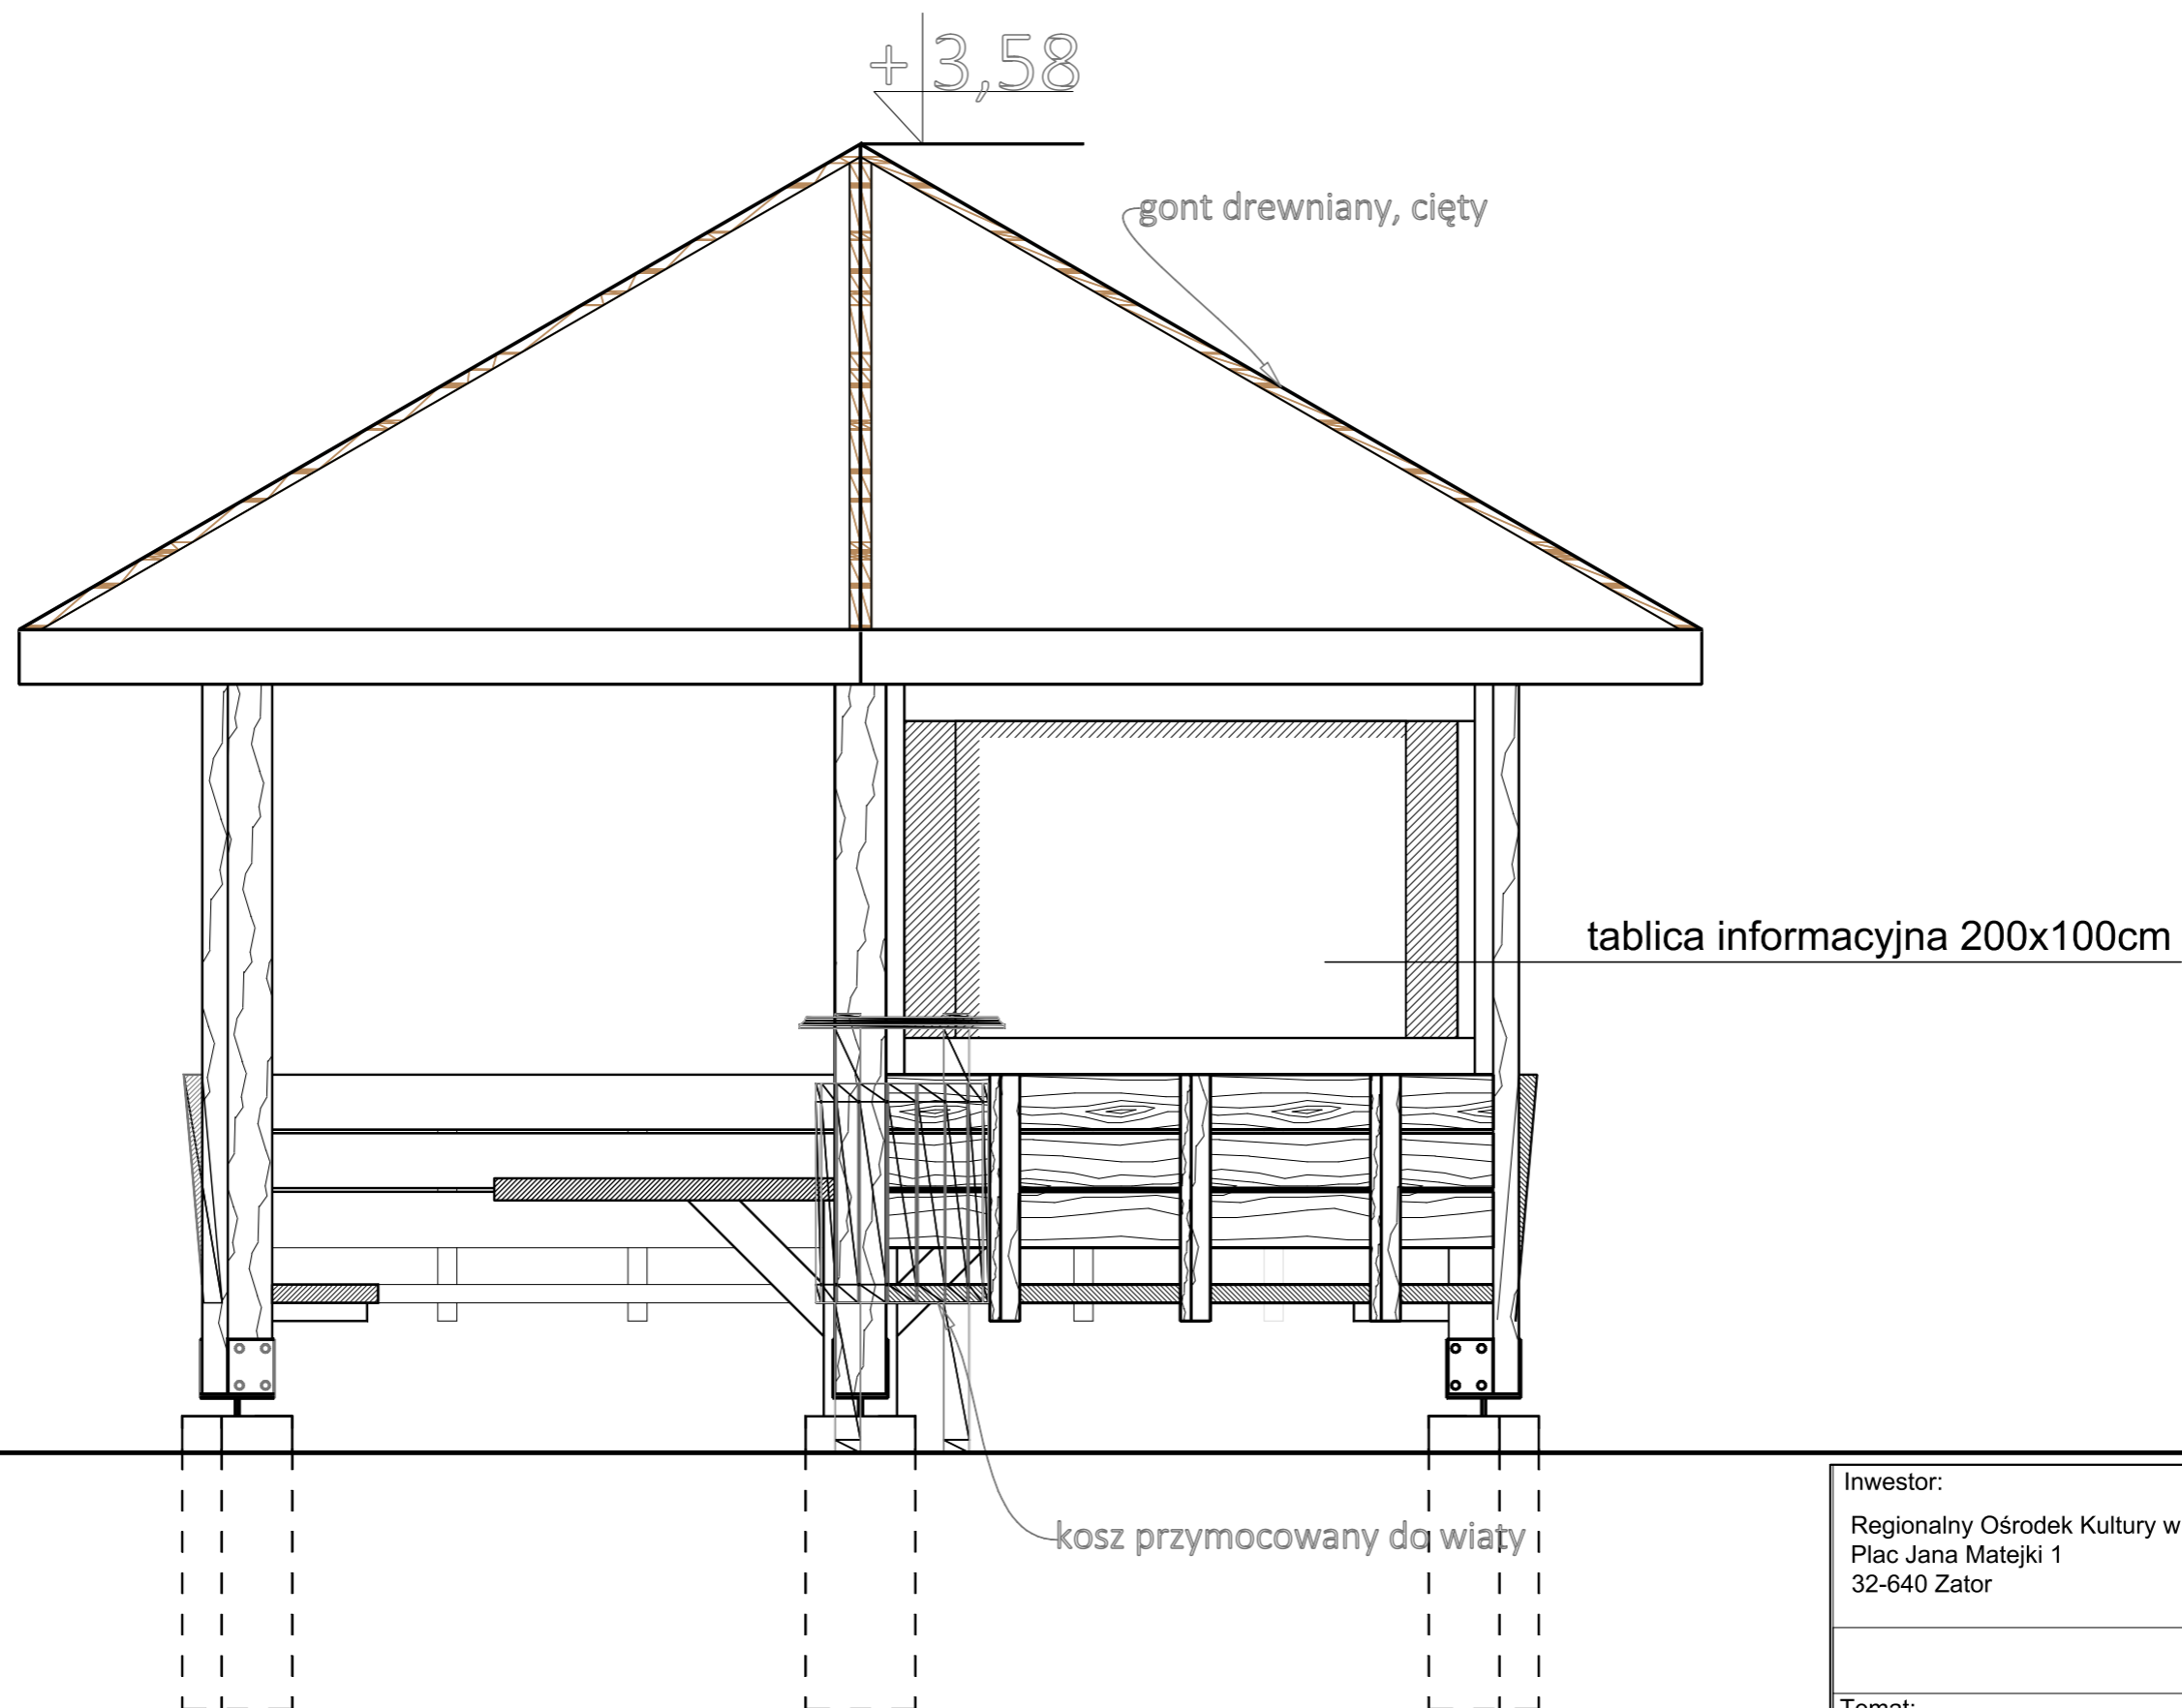 + 3,58
gont drewniany, cięty
tablica informacyjna 200x100cm
kosz przymocowany do wiaty
Inwestor:
Regionalny Ośrodek Kultury w
Plac Jana Matejki 1
32-640 Zator
Temat: